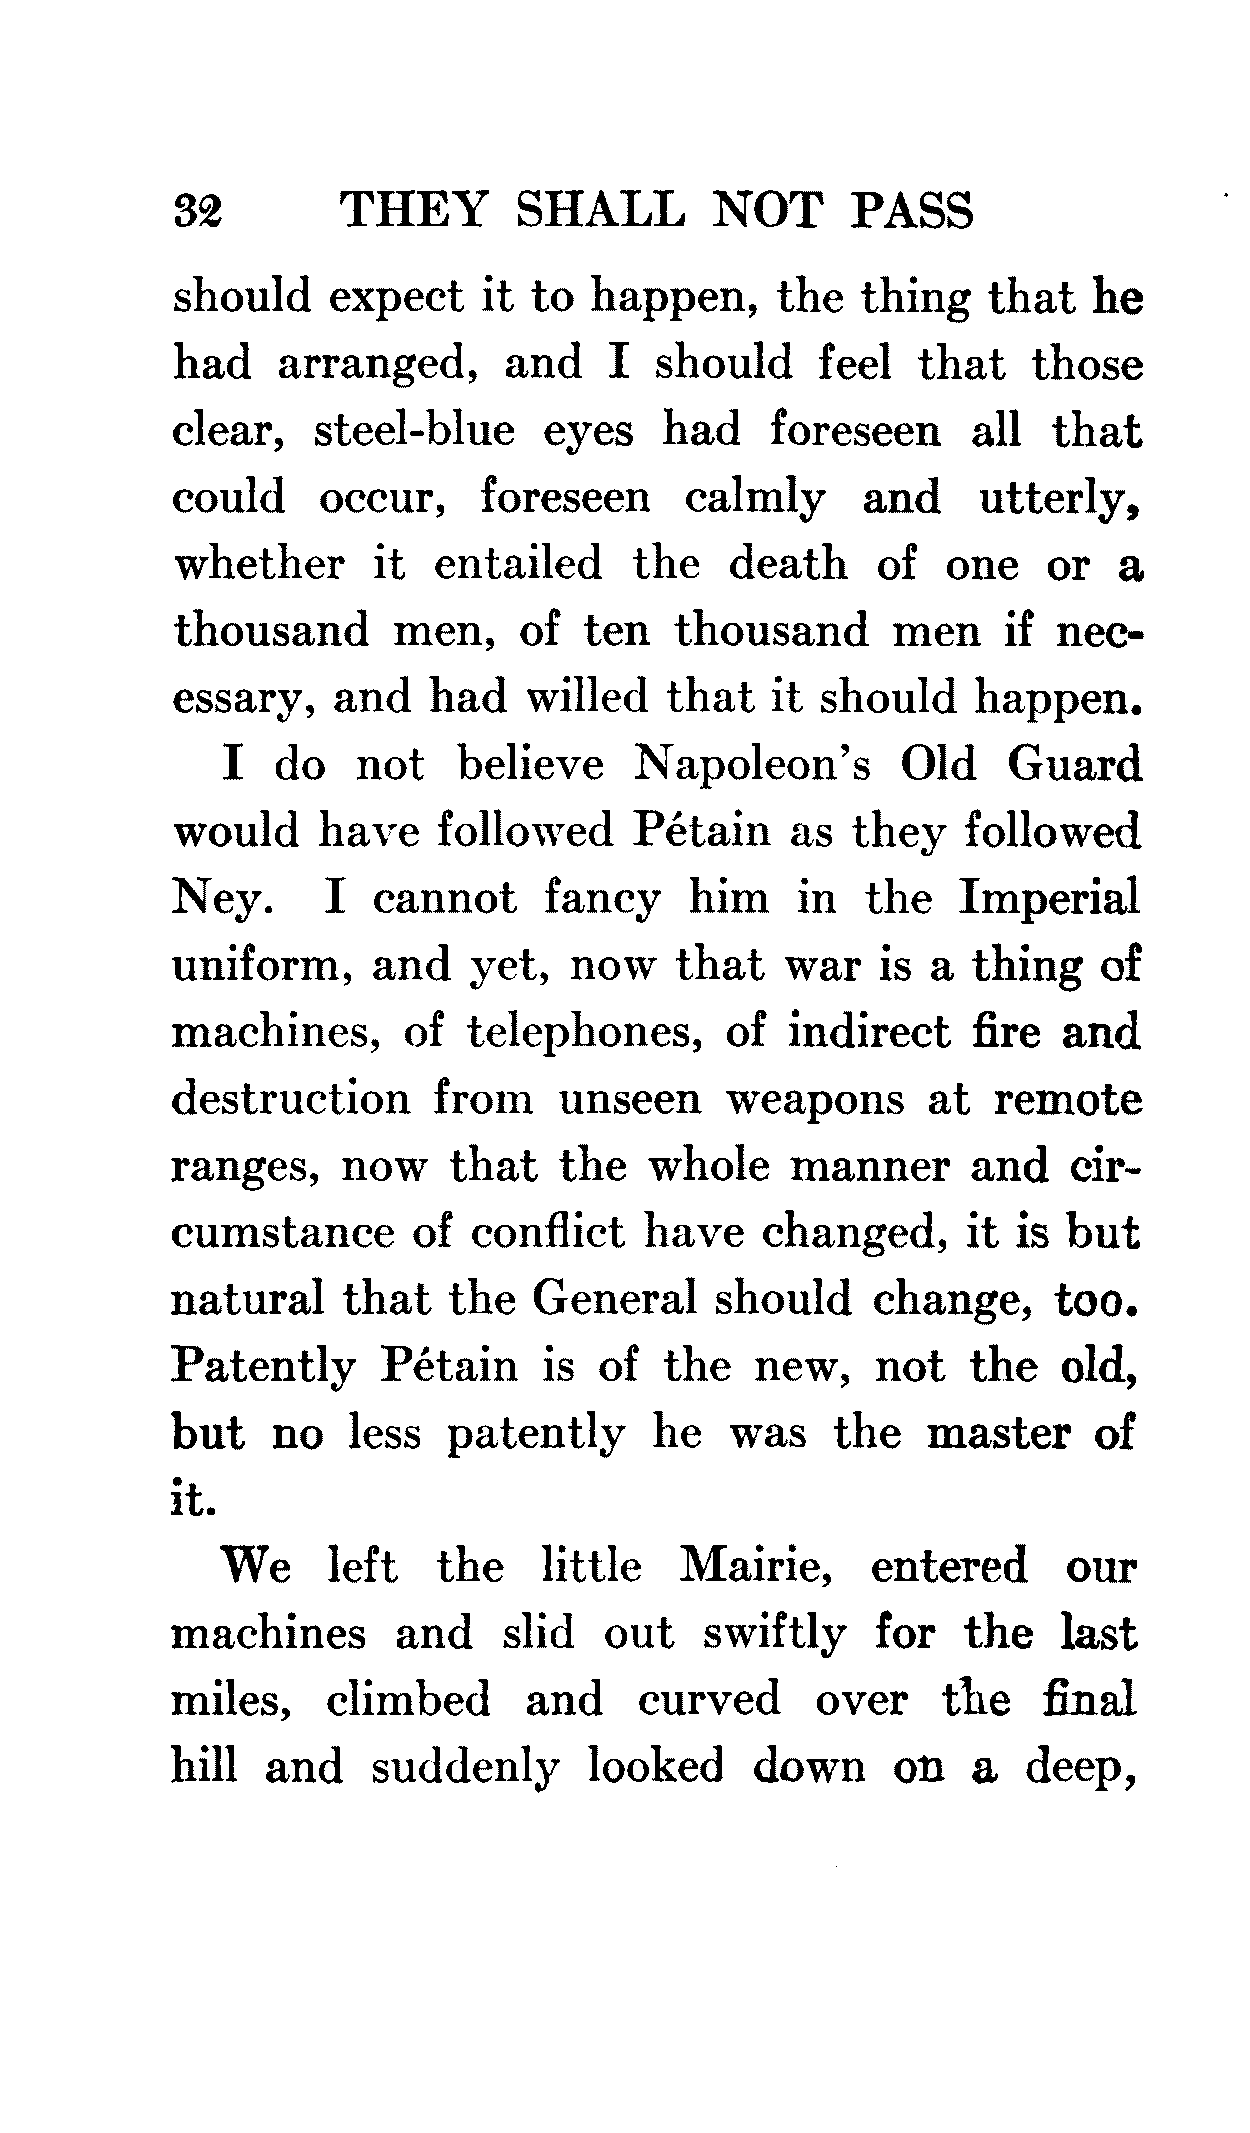 32 THEY SHALL NOT PASS
should expect it to happen, the thing that he
had arranged, and I should feel that those
clear, steel-blue eyes had foreseen all that
could occur, foreseen calmly and utterly,
whether it entailed the death of one or a
thousand men, of ten thousand men if nec-
essary, and had willed that it should happen.
I do not believe Napoleon's Old Guard
would have followed Pétain as they followed
Ney. I cannot fancy him in the Imperial
uniform, and yet, now that war is a thing of
machines, of telephones, of indirect fire and
destruction from unseen weapons at remote
ranges, now that the whole manner and cir-
cumstance of conflict have changed, it is but
natural that the General should change, too.
Patently Pétain is of the new, not the old,
but no less patently he was the master of
it.
We left the little Mairie, entered our
machines and slid out swiftly for the last
miles, climbed and curved over the final
hill and suddenly looked down on a deep,